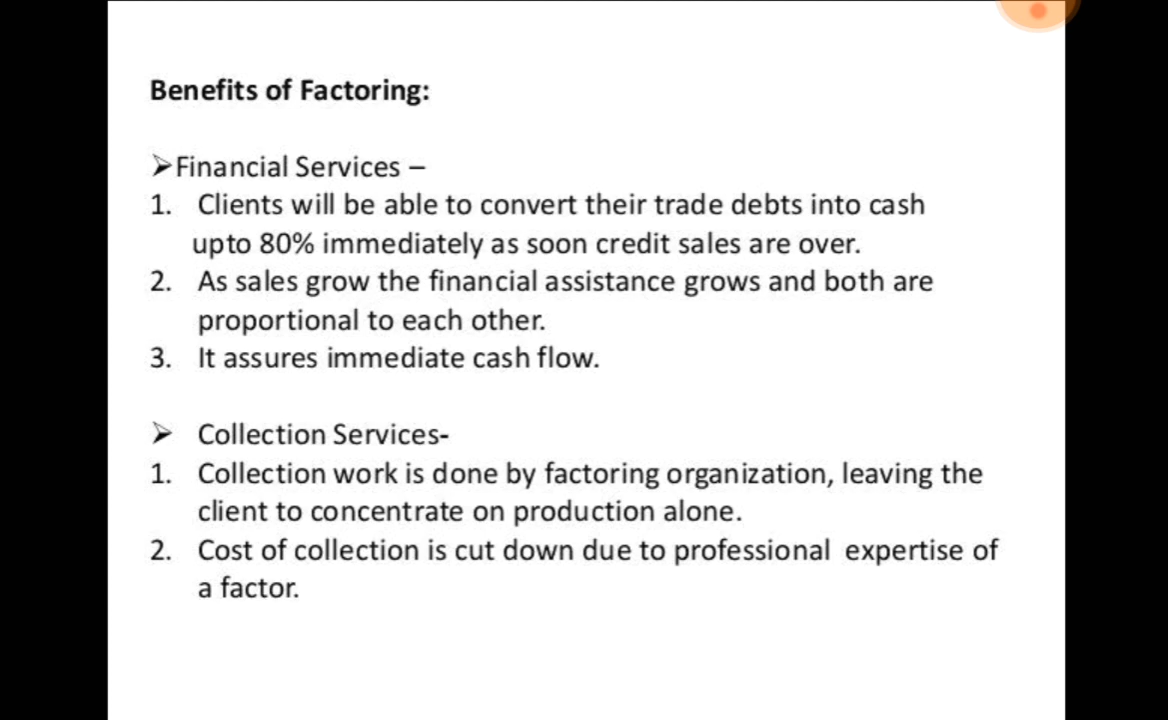 Benefits of Factoring:
➢Financial Services –
1. Clients will be able to convert their trade debts into cash
upto 80% immediately as soon credit sales are over.
2. As sales grow the financial assistance grows and both are
proportional to each other.
3. It assures immediate cash flow.
➢ Collection Services-
1. Collection work is done by factoring organization, leaving the
client to concentrate on production alone.
2. Cost of collection is cut down due to professional expertise of
a factor.